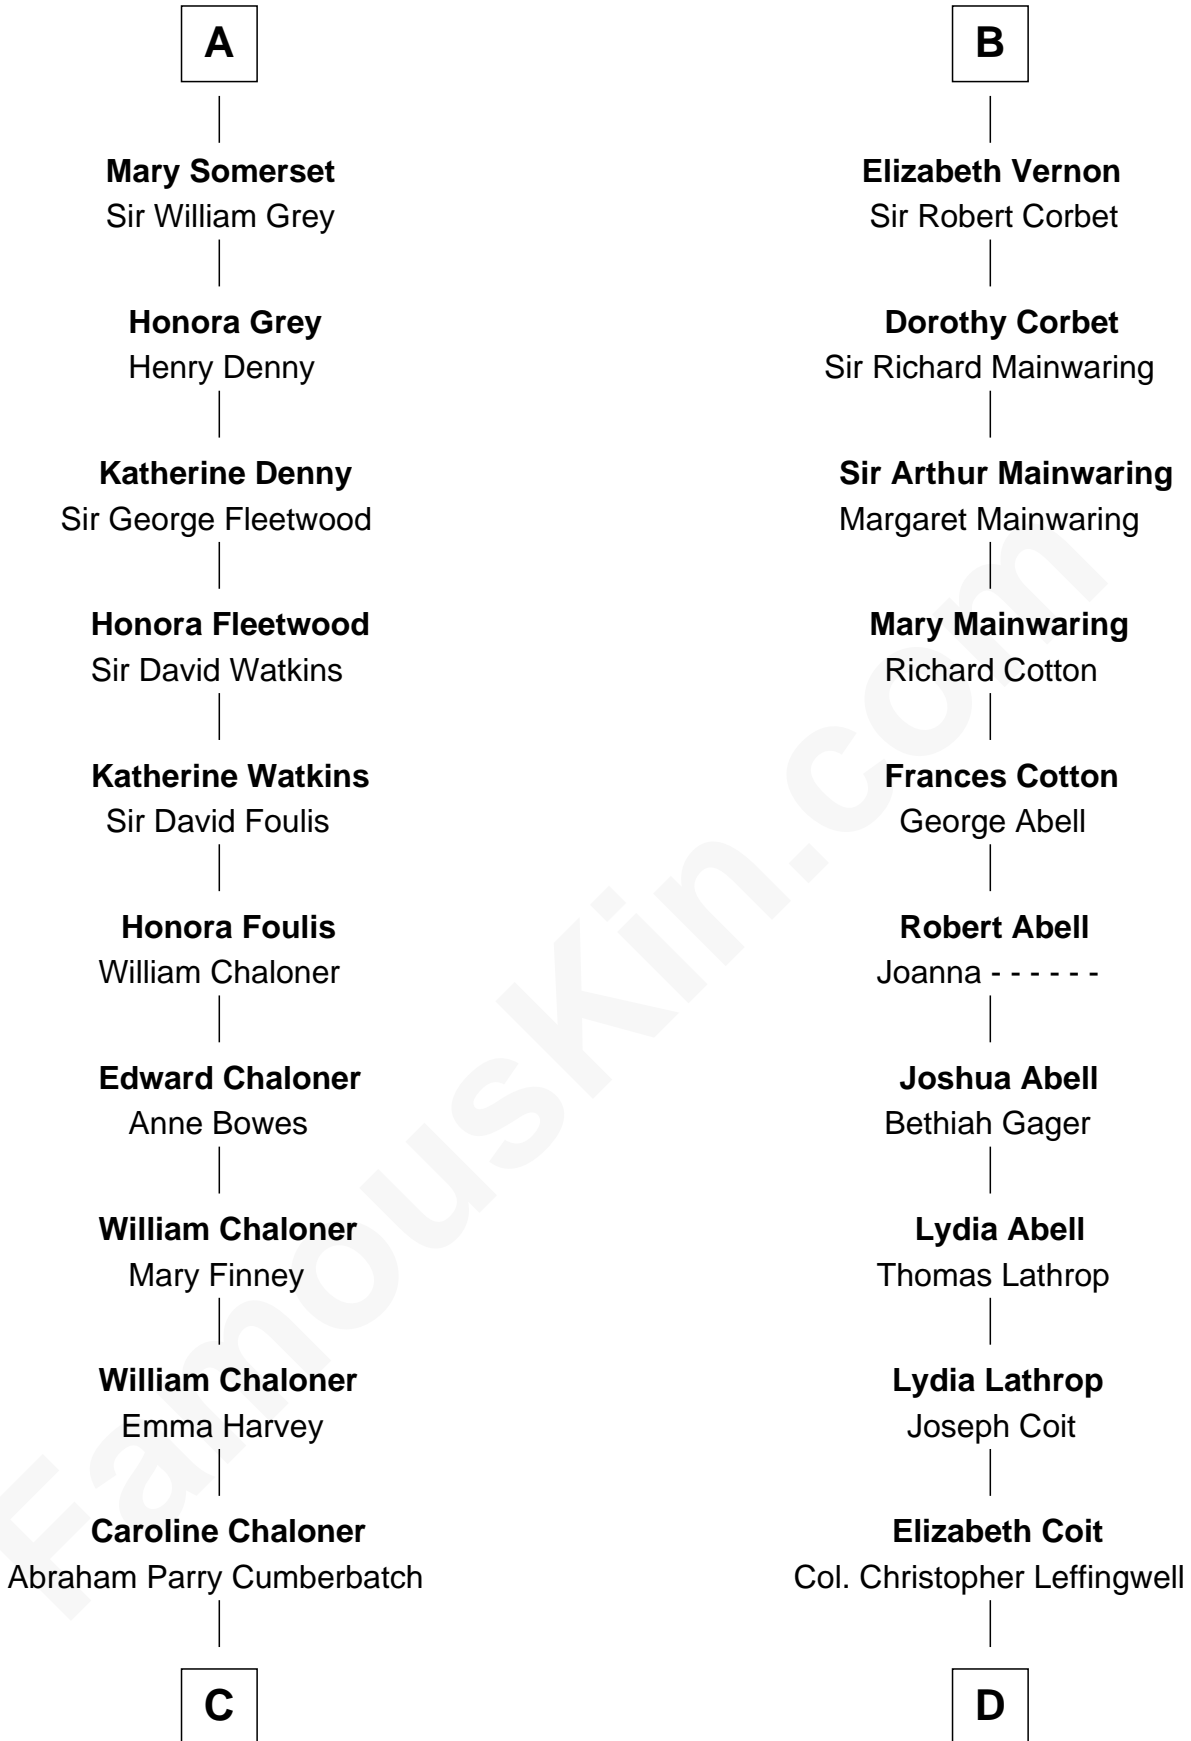 A
Mary Somerset
Sir William Grey
Honora Grey
Henry Denny
Katherine Denny
Sir George Fleetwood
Honora Fleetwood
Sir David Watkins
Katherine Watkins
Sir David Foulis
Honora Foulis
William Chaloner
Edward Chaloner
Anne Bowes
William Chaloner
Mary Finney
William Chaloner
Emma Harvey
Caroline Chaloner
Abraham Parry Cumberbatch
C
B
Elizabeth Vernon
Sir Robert Corbet
Dorothy Corbet
Sir Richard Mainwaring
Sir Arthur Mainwaring
Margaret Mainwaring
Mary Mainwaring
Richard Cotton
Frances Cotton
George Abell
Robert Abell
Joanna - - - - - -
Joshua Abell
Bethiah Gager
Lydia Abell
Thomas Lathrop
Lydia Lathrop
Joseph Coit
Elizabeth Coit
Col. Christopher Leffingwell
D
FamousKin.com